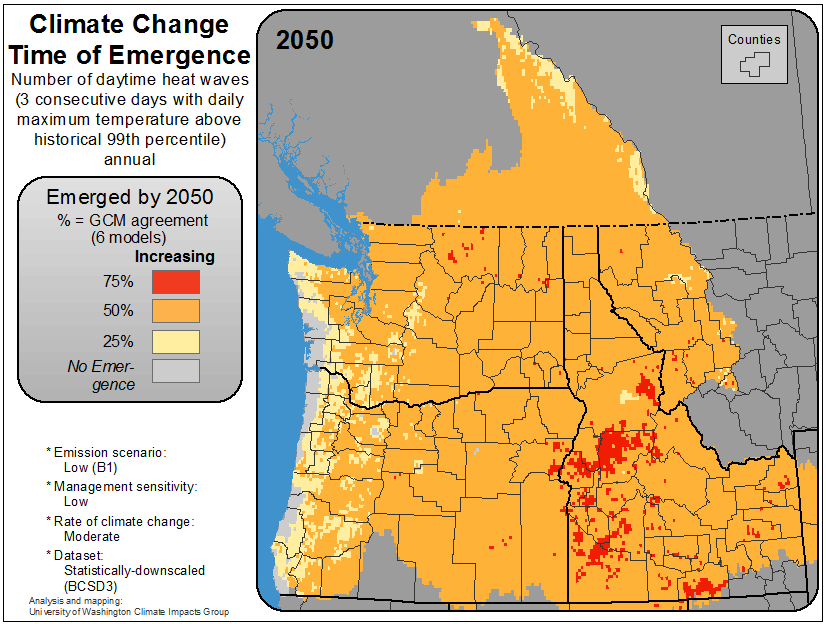 Climate Change
Time of Emergence
Number of daytime heat waves
(3 consecutive days with daily
maximum temperature above
historical 99th percentile)
annual
Emerged by 2050
% = GCM agreement
(6 models)
Increasing
75%
50%
25%
No Emer-
gence
* Emission scenario:
Low (B1)
* Management sensitivity:
Low
* Rate of climate change:
Moderate
* Dataset:
Statistically-downscaled
(BCSD3)
Analysis and mapping:
University of Washington Climate Impacts Group
2050
Counties